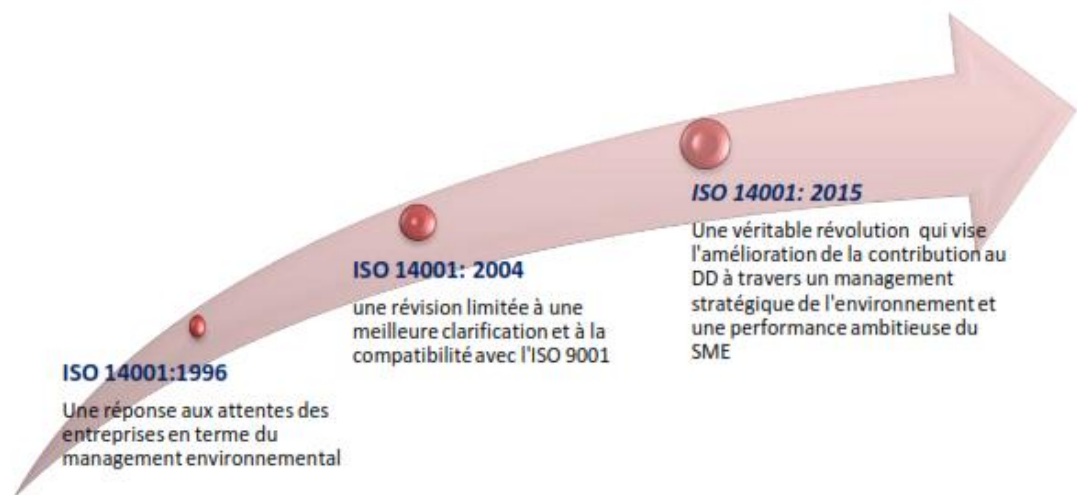 ISO 14001: 2015
Une véritable révolution qui vise
l'amélioration de la contribution au
DD à travers un management
stratégique de l'environnement et
une performance ambitieuse du
SME
ISO 14001: 2004
une révision limitée à une
meilleure clarification et à la
compatibilité avec l'ISO 9001
ISO 14001:1996
Une réponse aux attentes des
entreprises en terme du
management environnemental